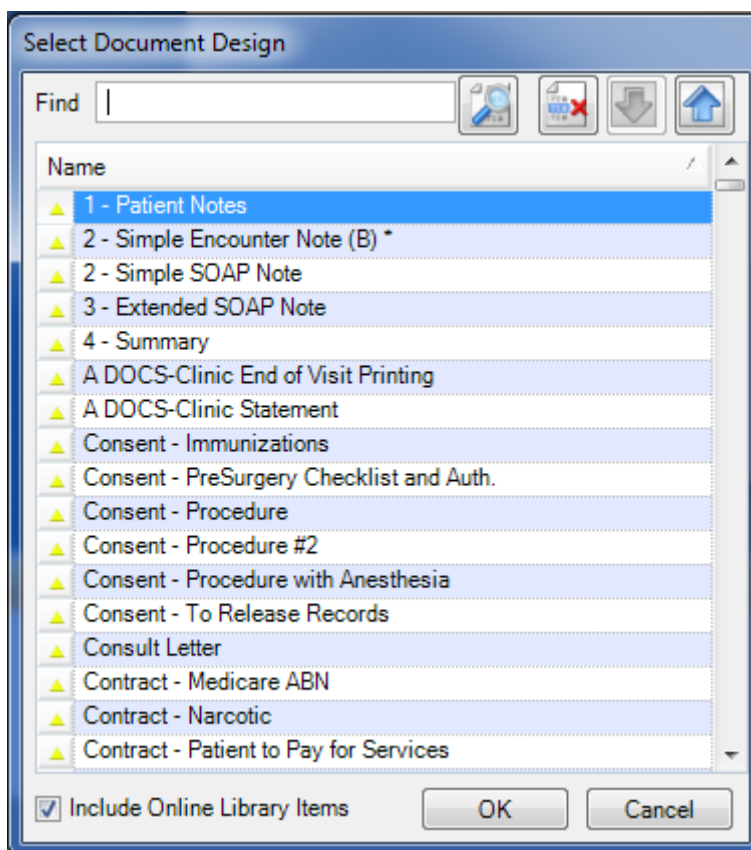 Select Document Design
Find
Name
1 - Patient Notes
2 - Simple Encounter Note (B) *
2 - Simple SOAP Note
3 - Extended SOAP Note
4 - Summary
A DOCS-Clinic End of Visit Printing
A DOCS-Clinic Statement
Consent - Immunizations
Consent - PreSurgery Checklist and Auth.
Consent - Procedure
Consent - Procedure #2
Consent - Procedure with Anesthesia
Consent - To Release Records
Consult Letter
Contract - Medicare ABN
Contract - Narcotic
Contract - Patient to Pay for Services
Include Online Library Items OK Cancel